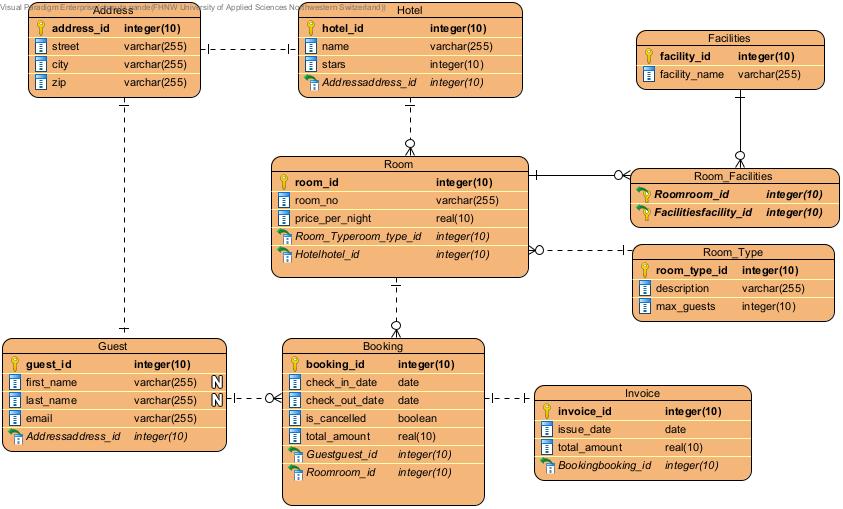 Visual Paradigm Enterprise
(FHNW University of Applied Sciences Northwestern Switzerland))
Address
address_id integer(10)
street varchar(255)
city varchar(255)
zip varchar(255)
Hotel
hotel_id integer(10)
name varchar(255)
stars integer(10)
Addressaddress_id integer(10)
Facilities
facility_id integer(10)
facility_name varchar(255)
Room
room_id integer(10)
room_no varchar(255)
price_per_night real(10)
Room_Typeroom_type_id integer(10)
Hotelhotel_id integer(10)
Room_Facilities
Roomroom_id integer(10)
Facilitiesfacility_id integer(10)
Room_Type
room_type_id integer(10)
description varchar(255)
max_guests integer(10)
Guest
guest_id integer(10)
first_name varchar(255) N
last_name varchar(255) N
email varchar(255)
Addressaddress_id integer(10)
Booking
booking_id integer(10)
check_in_date date
check_out_date date
is_cancelled boolean
total_amount real(10)
Guestguest_id integer(10)
Roomroom_id integer(10)
Invoice
invoice_id integer(10)
issue_date date
total_amount real(10)
Bookingbooking_id integer(10)